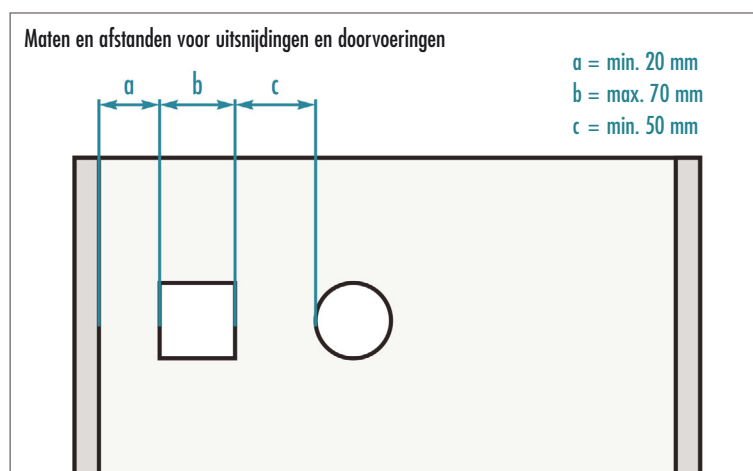 Maten en afstanden voor uitsnijdingen en doorvoeringen
a = min. 20 mm
b = max. 70 mm
c = min. 50 mm
a b c